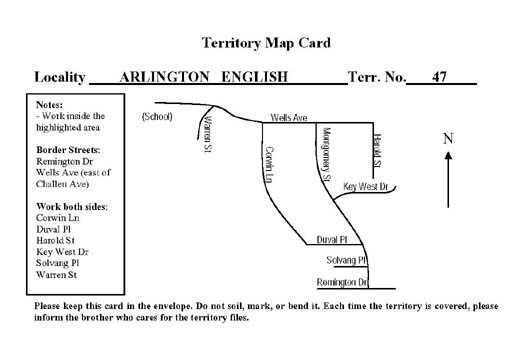 Territory Map Card
Locality ARLINGTON ENGLISH Terr. No. 47
Notes:
- Work inside the
highlighted area
Border Streets:
Remington Dr
Wells Ave (east of
Challen Ave)
Work both sides:
Corwin Ln
Duval Pl
Harold St
Key West Dr
Solvang Pl
Warren St
(School)
Warren St
Wells Ave
Corwin Ln
Montgomery St
Harold St
N
Key West Dr
Duval Pl
Solvang Pl
Remington Dr
Please keep this card in the envelope. Do not soil, mark, or bend it. Each time the territory is covered, please
inform the brother who cares for the territory files.